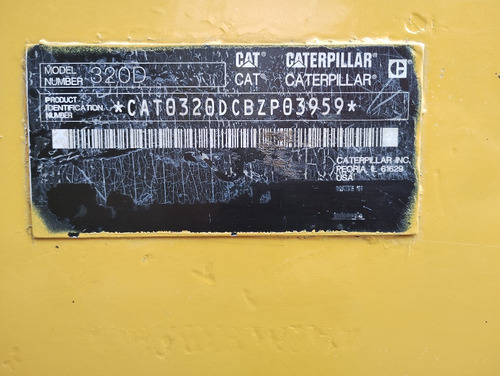 CAT CATERPILLAR
MODEL NUMBER 320D
CAT CATERPILLAR C
PRODUCT IDENTIFICATION NUMBER *CAT0320DCBZP03959*
CATERPILLAR INC.
PEORIA, IL 61629
USA